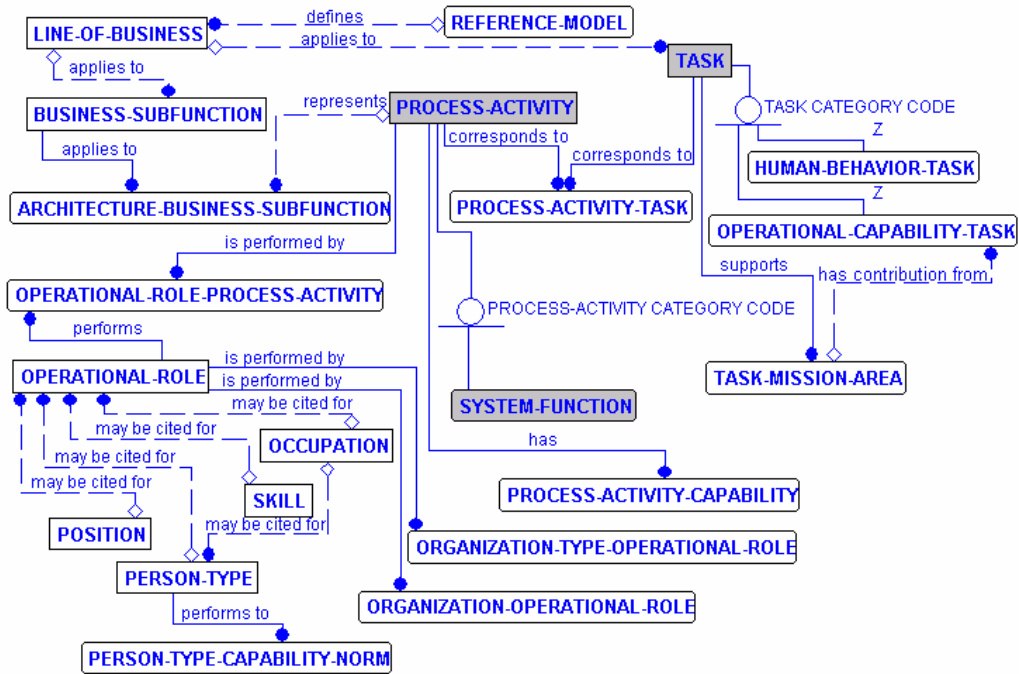 defines
REFERENCE-MODEL
LINE-OF-BUSINESS
applies to
TASK
applies to
represents
PROCESS-ACTIVITY
TASK CATEGORY CODE
BUSINESS-SUBFUNCTION
Z
corresponds to
applies to
corresponds to
HUMAN-BEHAVIOR-TASK
Z
ARCHITECTURE-BUSINESS-SUBFUNCTION
PROCESS-ACTIVITY-TASK
OPERATIONAL-CAPABILITY-TASK
is performed by
supports
has contribution from
OPERATIONAL-ROLE-PROCESS-ACTIVITY
PROCESS-ACTIVITY CATEGORY CODE
performs
is performed by
OPERATIONAL-ROLE
is performed by
TASK-MISSION-AREA
may be cited for
SYSTEM-FUNCTION
may be cited for
has
OCCUPATION
may be cited for
may be cited for
PROCESS-ACTIVITY-CAPABILITY
SKILL
may be cited for
POSITION
ORGANIZATION-TYPE-OPERATIONAL-ROLE
PERSON-TYPE
ORGANIZATION-OPERATIONAL-ROLE
performs to
PERSON-TYPE-CAPABILITY-NORM